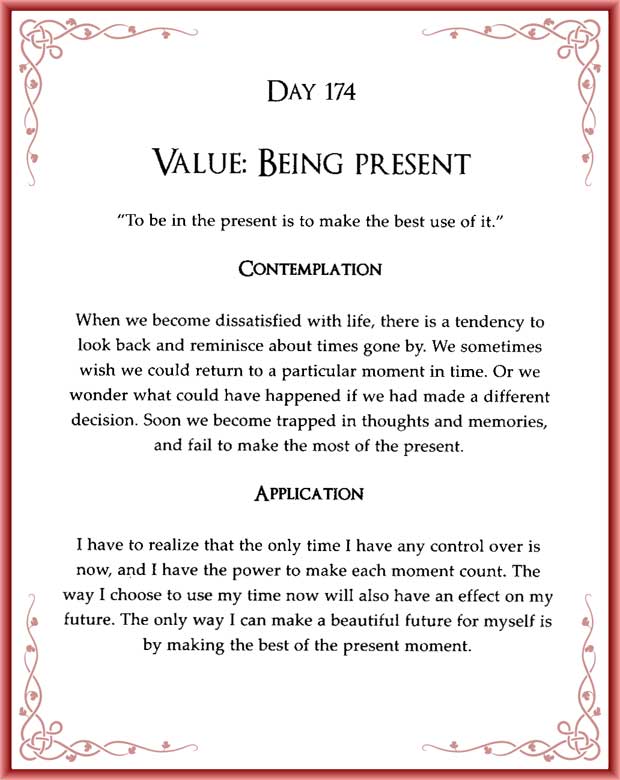 Day 174
Value: Being present
“To be in the present is to make the best use of it.”
Contemplation
When we become dissatisfied with life, there is a tendency to
look back and reminisce about times gone by. We sometimes
wish we could return to a particular moment in time. Or we
wonder what could have happened if we had made a different
decision. Soon we become trapped in thoughts and memories,
and fail to make the most of the present.
Application
I have to realize that the only time I have any control over is
now, and I have the power to make each moment count. The
way I choose to use my time now will also have an effect on my
future. The only way I can make a beautiful future for myself is
by making the best of the present moment.